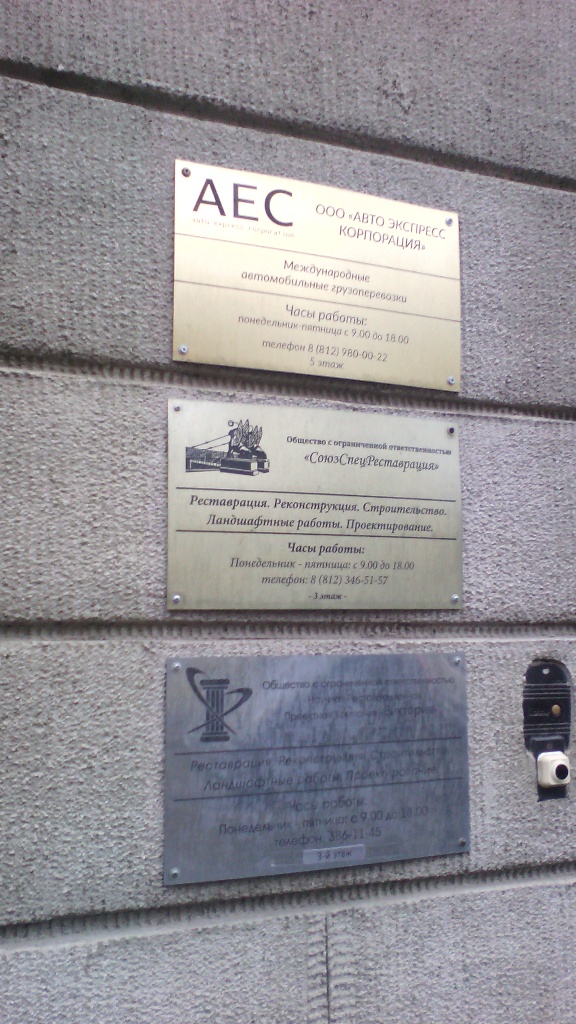 АЕС
auto express corporation
ООО «АВТО ЭКСПРЕСС
КОРПОРАЦИЯ»
Международные
автомобильные грузоперевозки
Часы работы:
понедельник-пятница с 9.00 до 18.00
телефон 8 (812) 980-00-22
5 этаж
Общество с ограниченной ответственностью
«СоюзСпецРеставрация»
Реставрация. Реконструкция. Строительство.
Ландшафтные работы. Проектирование.
Часы работы:
Понедельник - пятница: с 9.00 до 18.00
телефон: 8 (812) 346-51-57
- 3 этаж -
Общество с ограниченной ответственностью
Реставрация. Реконструкция. Строительство.
Ландшафтные работы. Проектирование.
Часы работы:
Понедельник - пятница: с 9.00 до 18.00
телефон: 386-11-45
3-й этаж